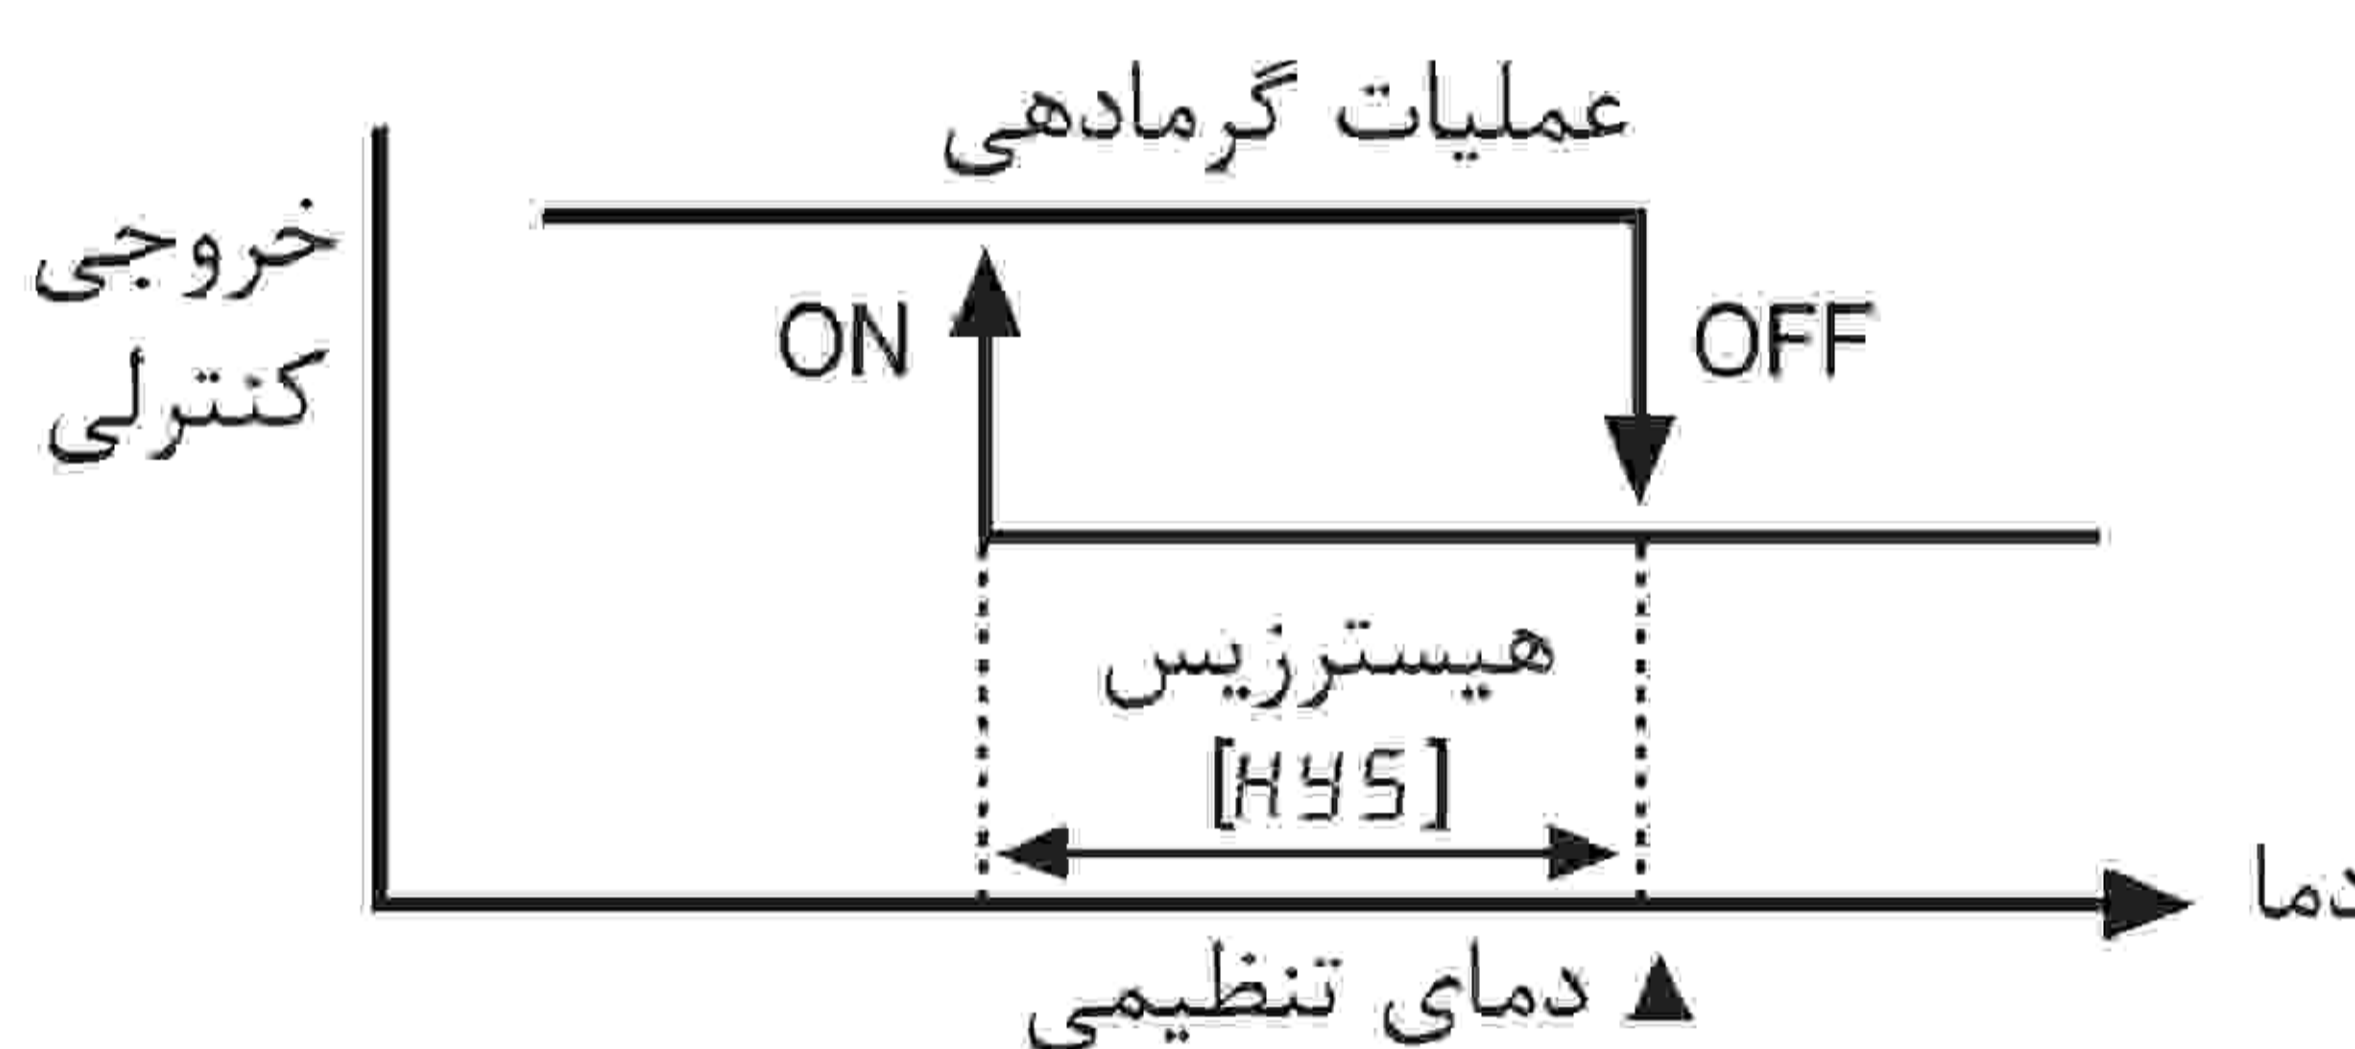 عملیات گرمادهی
خروجی
کنترلی
ON
OFF
هیسترزیس
[HYS]
دما
▲ دمای تنظیمی